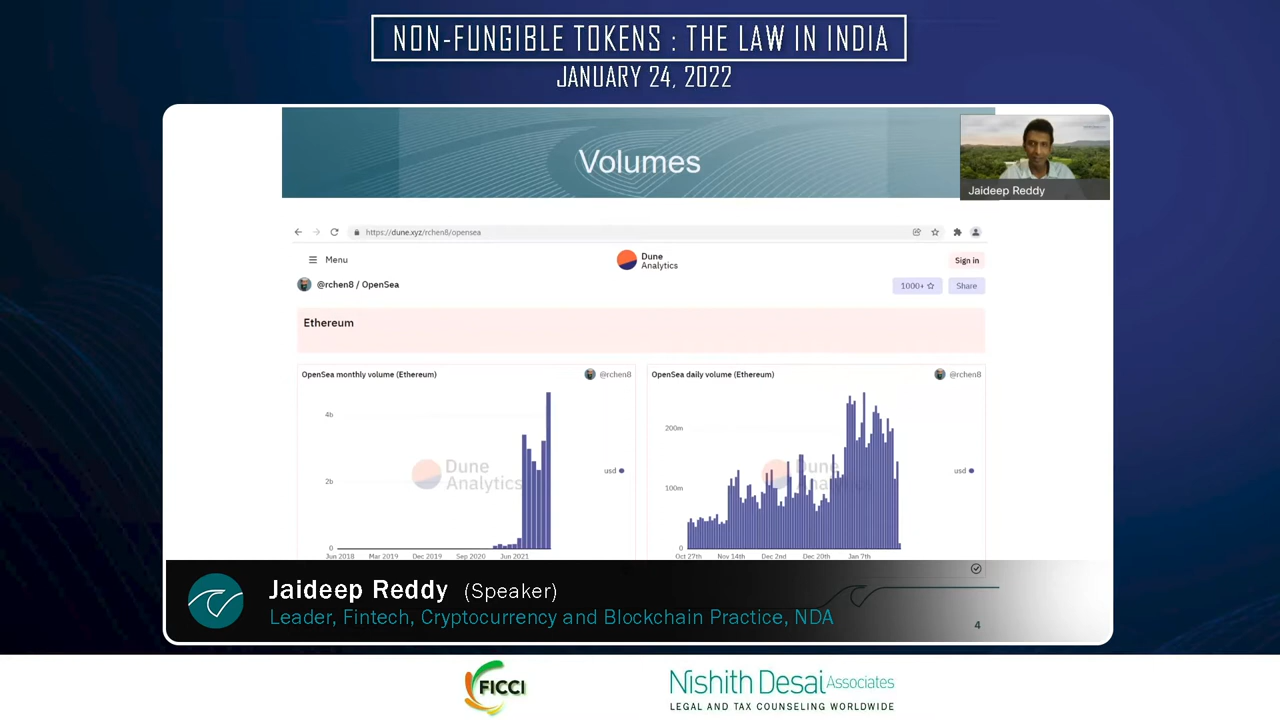 NON-FUNGIBLE TOKENS : THE LAW IN INDIA
JANUARY 24, 2022
Volumes
Jaideep Reddy
https://dune.xyz/rchen8/opensea
Menu
Dune
Analytics
Sign in
@rchen8 / OpenSea
1000+
Share
Ethereum
OpenSea monthly volume (Ethereum)
@rchen8
4b
2b
0
Jun 2018
Mar 2019
Dec 2019
Sep 2020
Jun 2021
Dune
Analytics
usd
OpenSea daily volume (Ethereum)
@rchen8
200m
100m
0
Oct 27th
Nov 14th
Dec 2nd
Dec 20th
Jan 7th
Dune
Analytics
usd
Jaideep Reddy (Speaker)
Leader, Fintech, Cryptocurrency and Blockchain Practice, NDA
4
FICCI
Nishith Desai Associates
LEGAL AND TAX COUNSELING WORLDWIDE